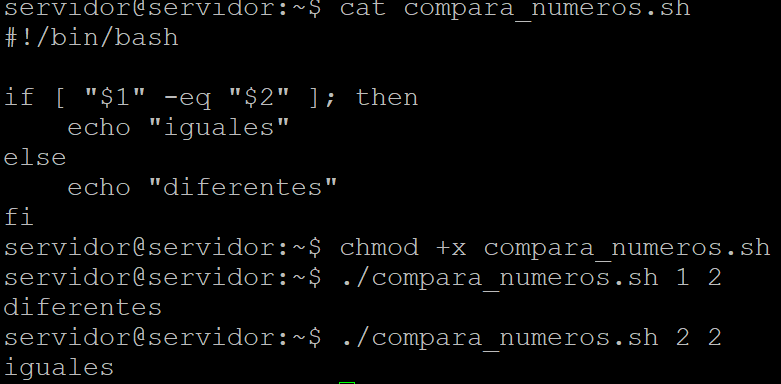 servidor@servidor:~$ cat compara_numeros.sh
#!/bin/bash

if [ "$1" -eq "$2" ]; then
    echo "iguales"
else
    echo "diferentes"
fi
servidor@servidor:~$ chmod +x compara_numeros.sh
servidor@servidor:~$ ./compara_numeros.sh 1 2
diferentes
servidor@servidor:~$ ./compara_numeros.sh 2 2
iguales